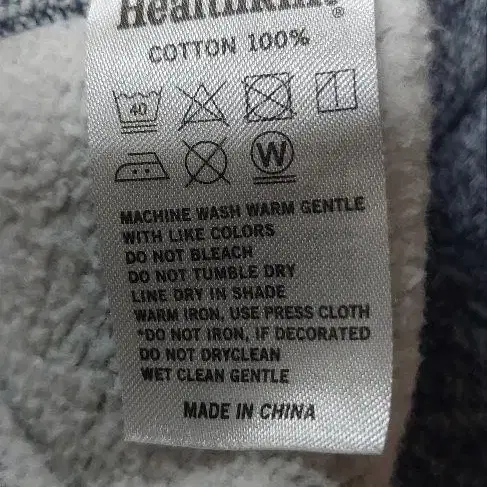 COTTON 100%
40
W
MACHINE WASH WARM GENTLE
WITH LIKE COLORS
DO NOT BLEACH
DO NOT TUMBLE DRY
LINE DRY IN SHADE
WARM IRON, USE PRESS CLOTH
*DO NOT IRON, IF DECORATED
DO NOT DRYCLEAN
WET CLEAN GENTLE
MADE IN CHINA